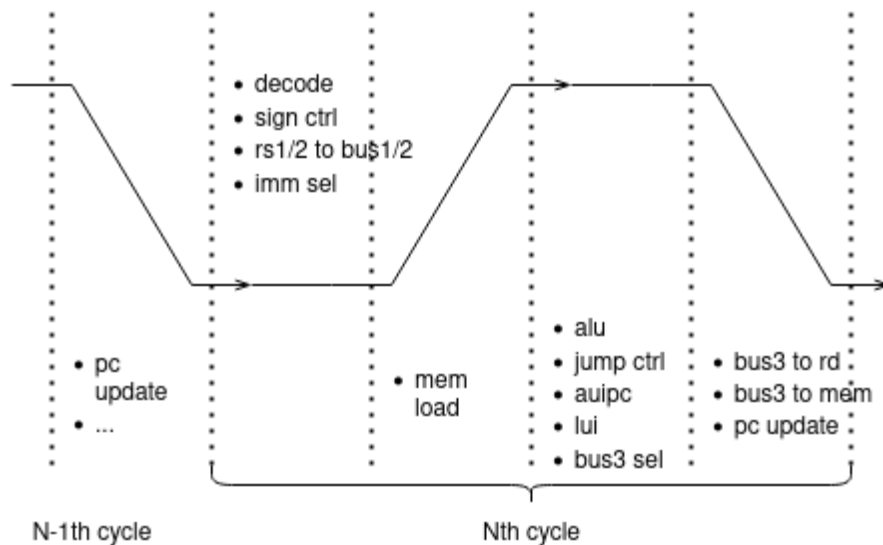 • decode
• sign ctrl
• rs1/2 to bus1/2
• imm sel
• pc
update
• ...
• mem
load
• alu
• jump ctrl
• auipc
• lui
• bus3 sel
• bus3 to rd
• bus3 to mem
• pc update
N-1th cycle
Nth cycle